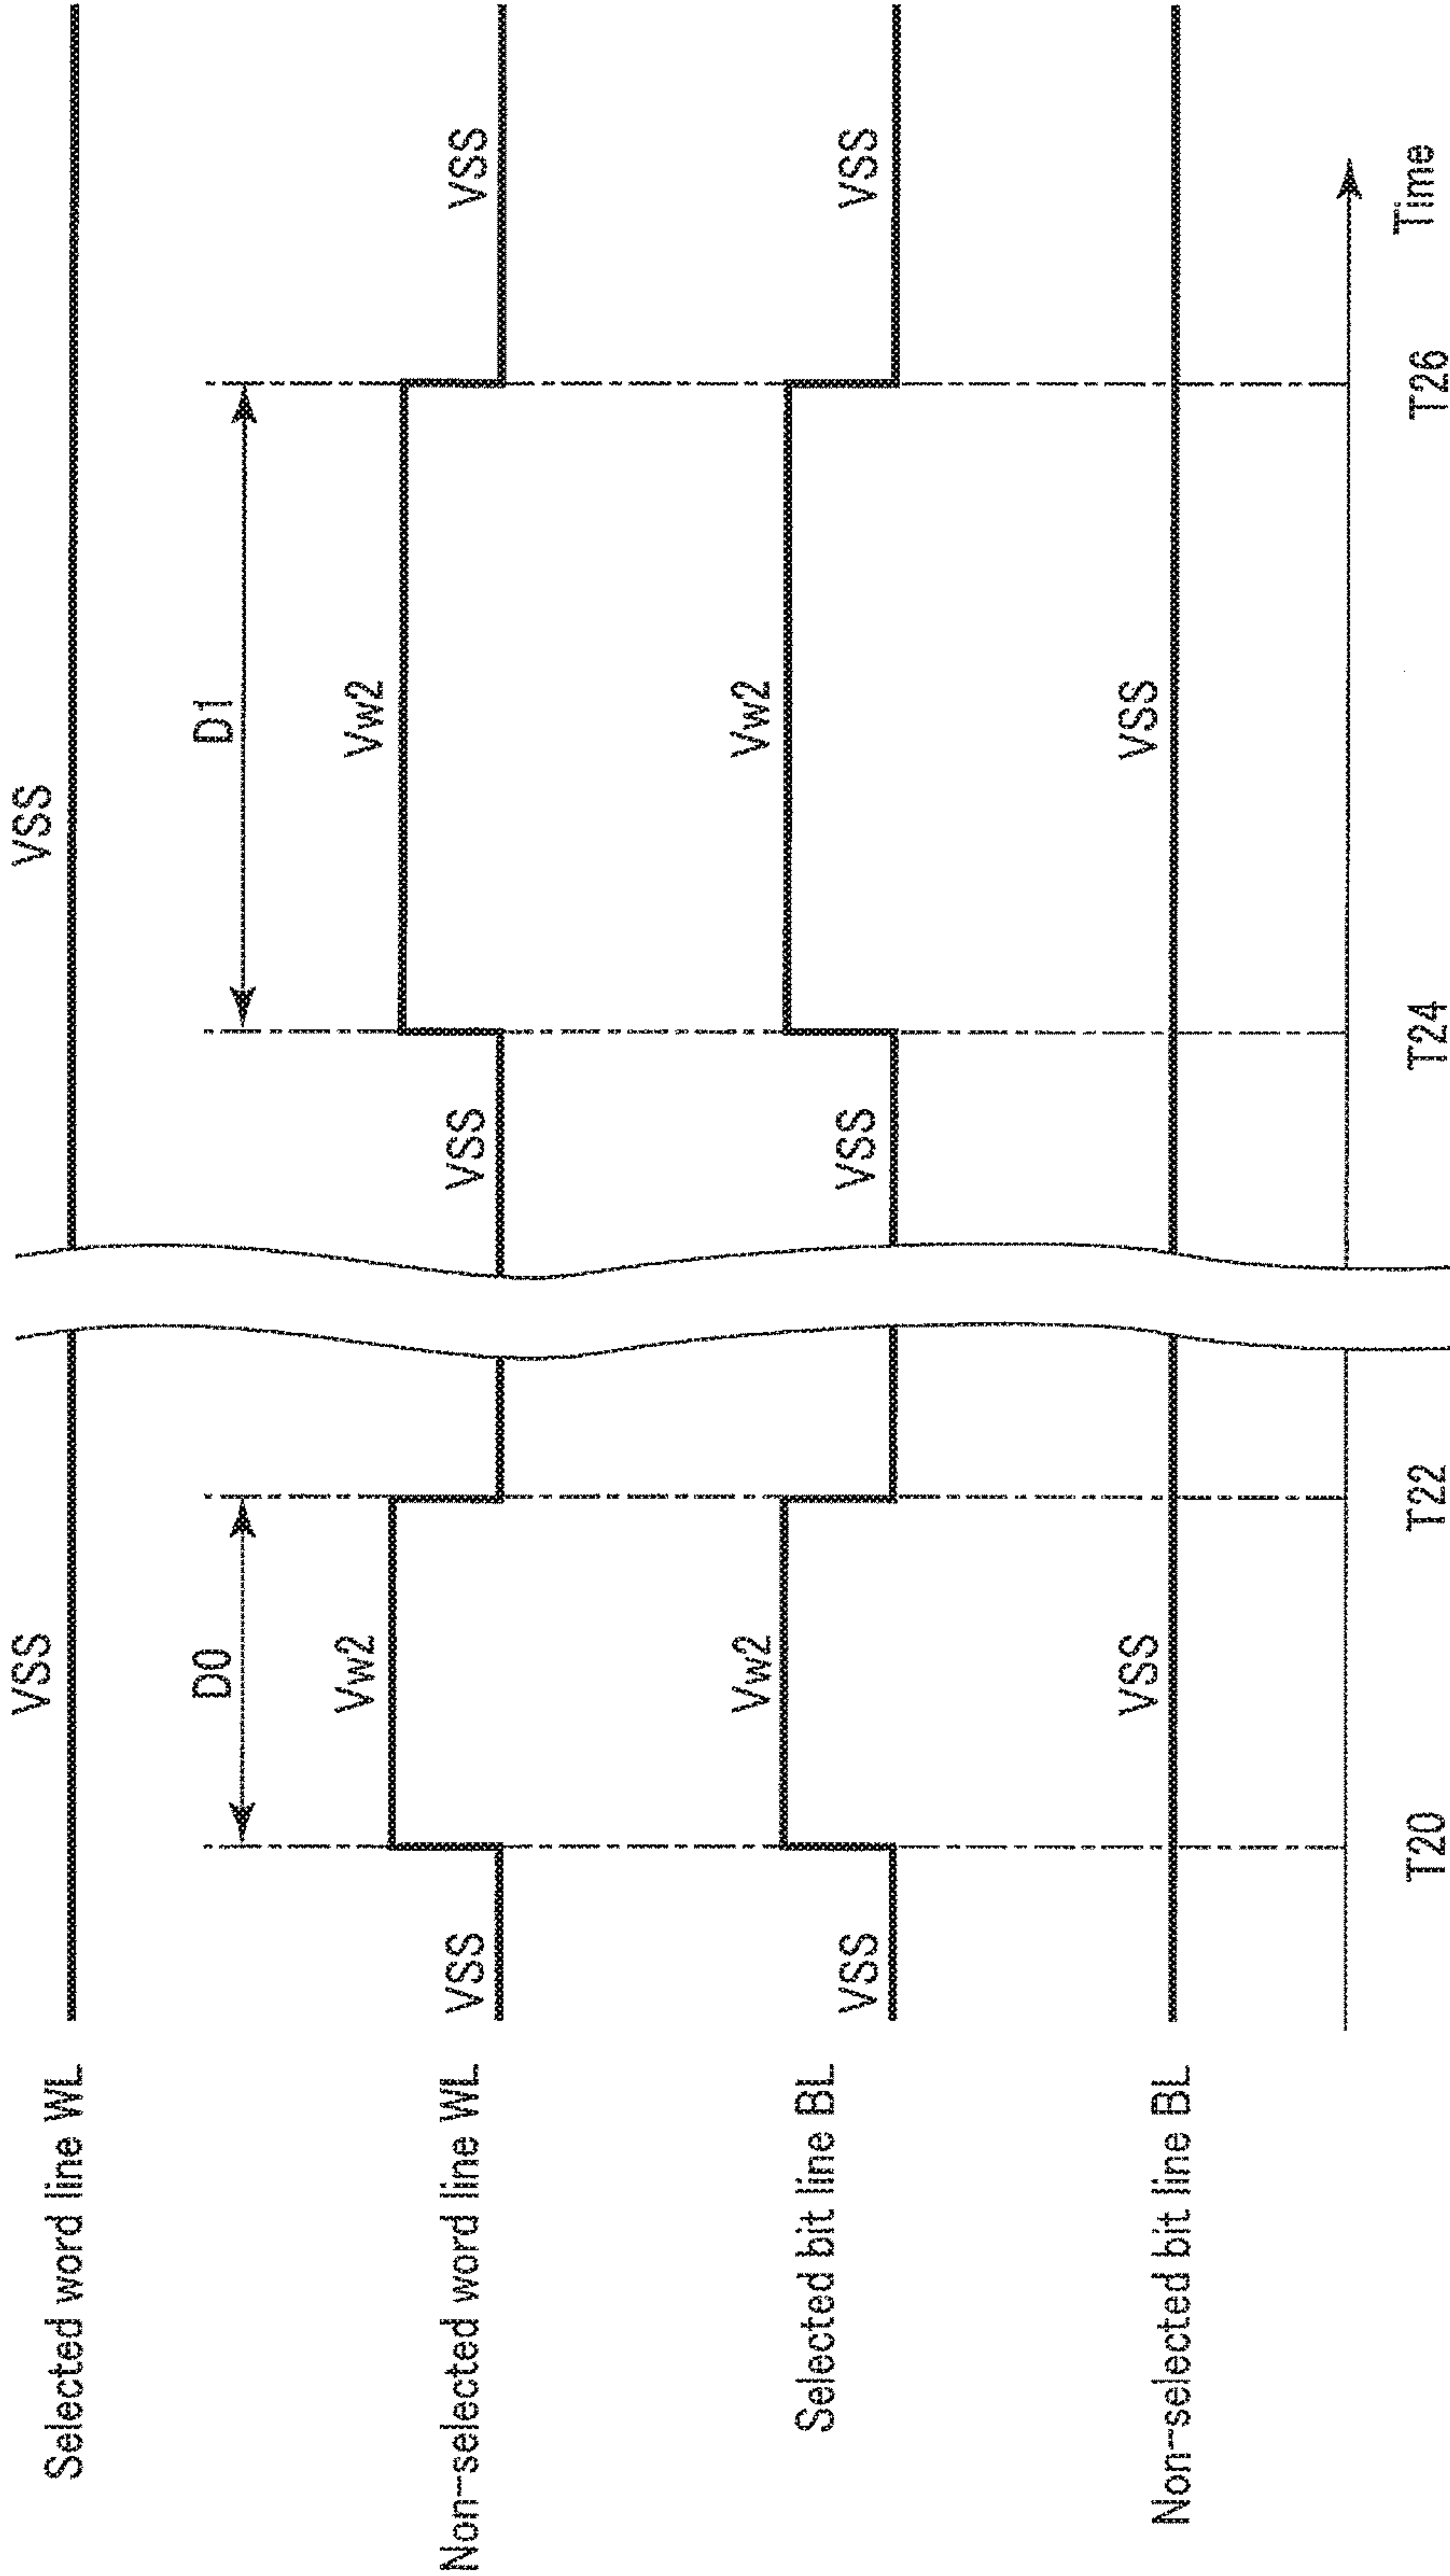 Selected word line WL
VSS
VSS
D0
D1
Non-selected word line WL
VSS
Vw2
VSS
Vw2
VSS
Selected bit line BL
VSS
Vw2
VSS
Vw2
VSS
Non-selected bit line BL
VSS
VSS
T20
T22
T24
T26
Time